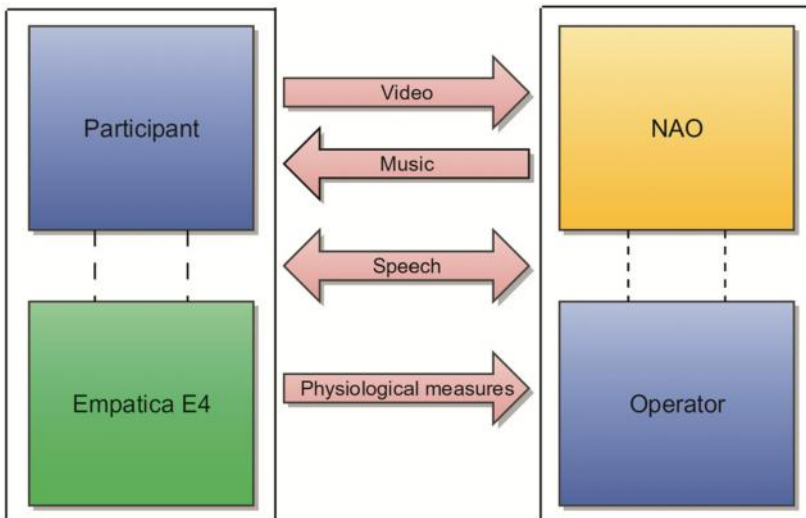 Participant
Video
NAO
Music
Speech
Empatica E4
Physiological measures
Operator